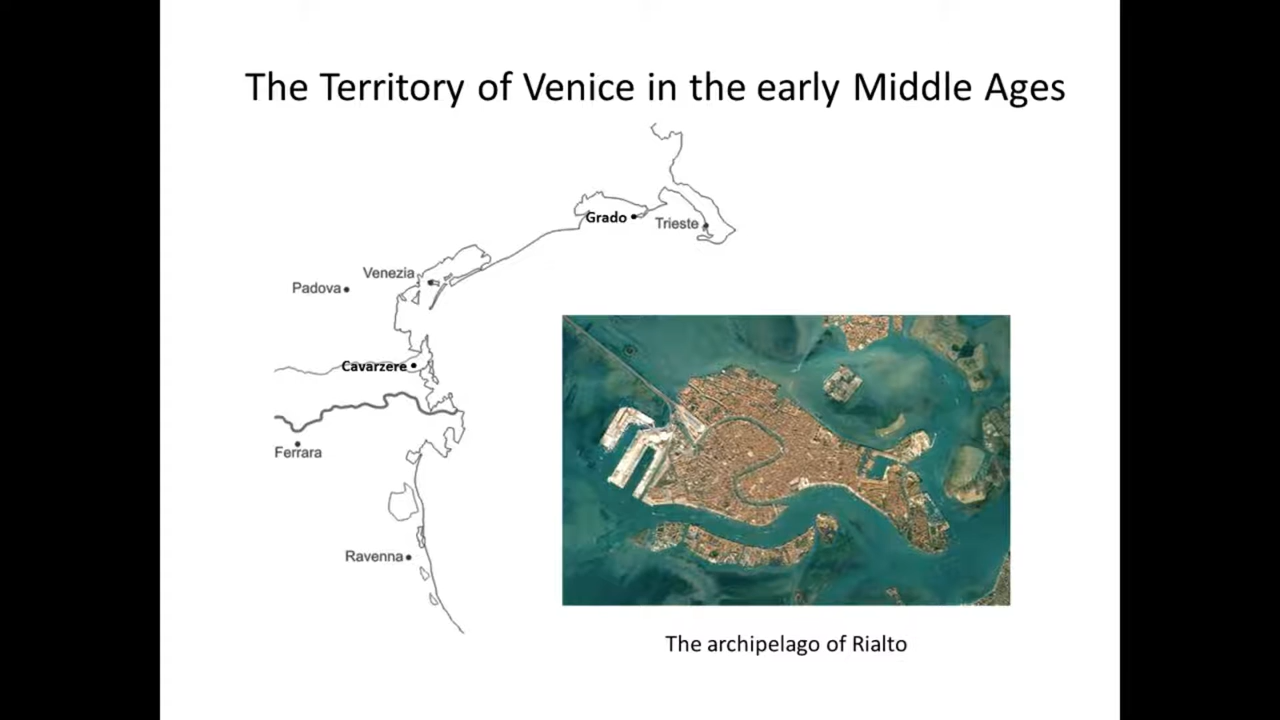 The Territory of Venice in the early Middle Ages
Grado
Trieste
Venezia
Padova
Cavarzere
Ferrara
Ravenna
The archipelago of Rialto